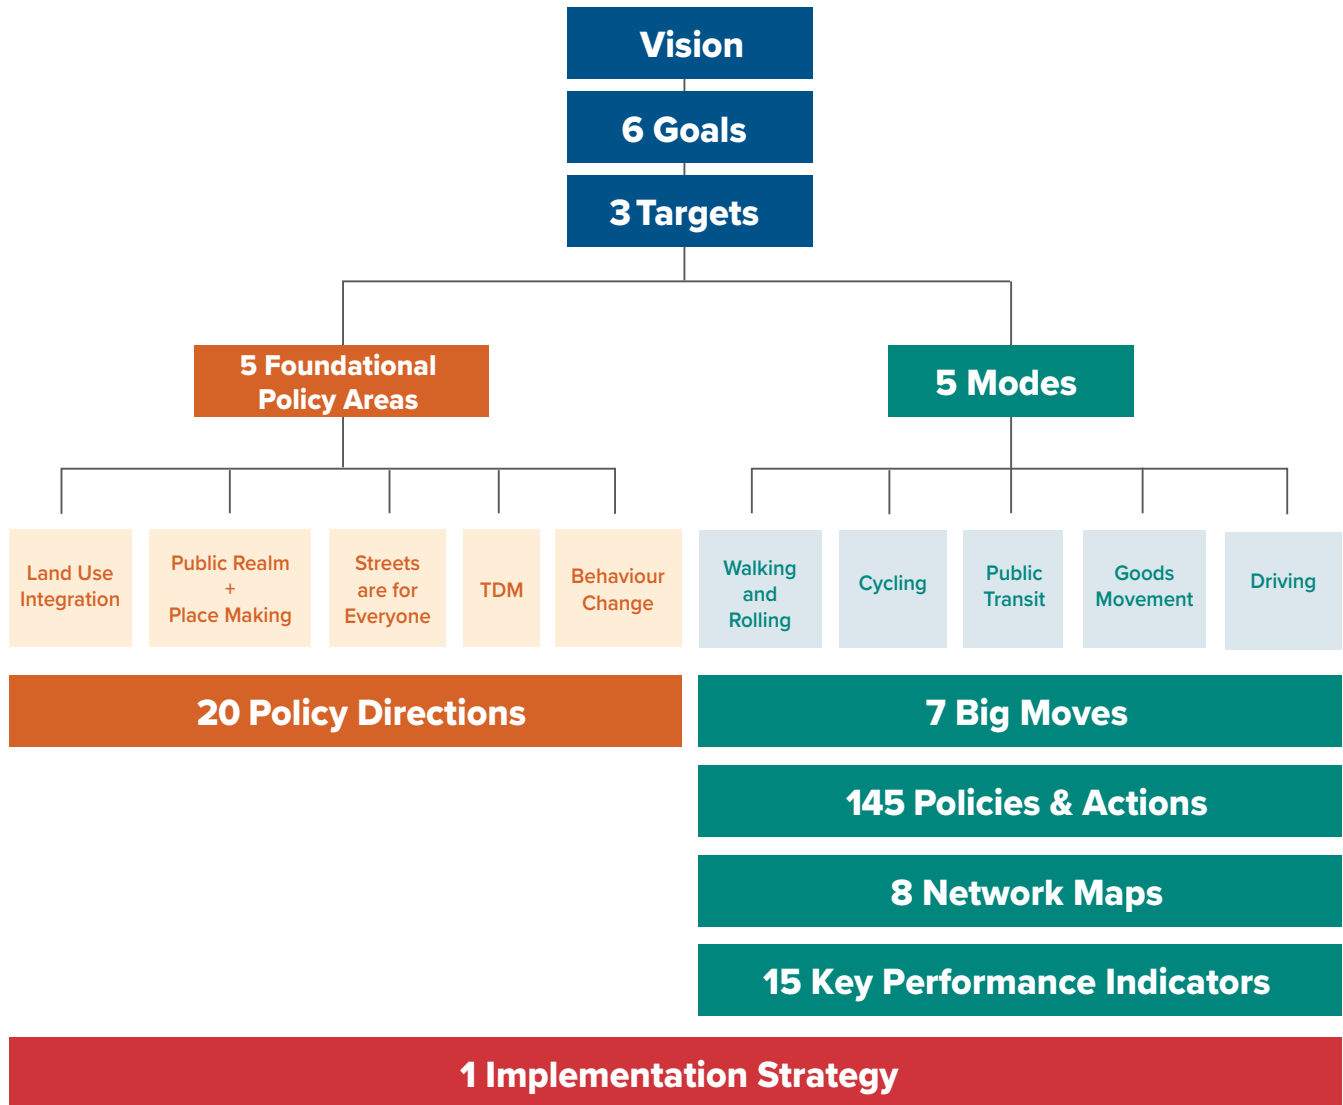 Vision
6 Goals
3 Targets
5 Foundational
Policy Areas
5 Modes
Land Use
Integration
Public Realm
+
Place Making
Streets
are for
Everyone
TDM
Behaviour
Change
Walking
and
Rolling
Cycling
Public
Transit
Goods
Movement
Driving
20 Policy Directions
7 Big Moves
145 Policies & Actions
8 Network Maps
15 Key Performance Indicators
1 Implementation Strategy